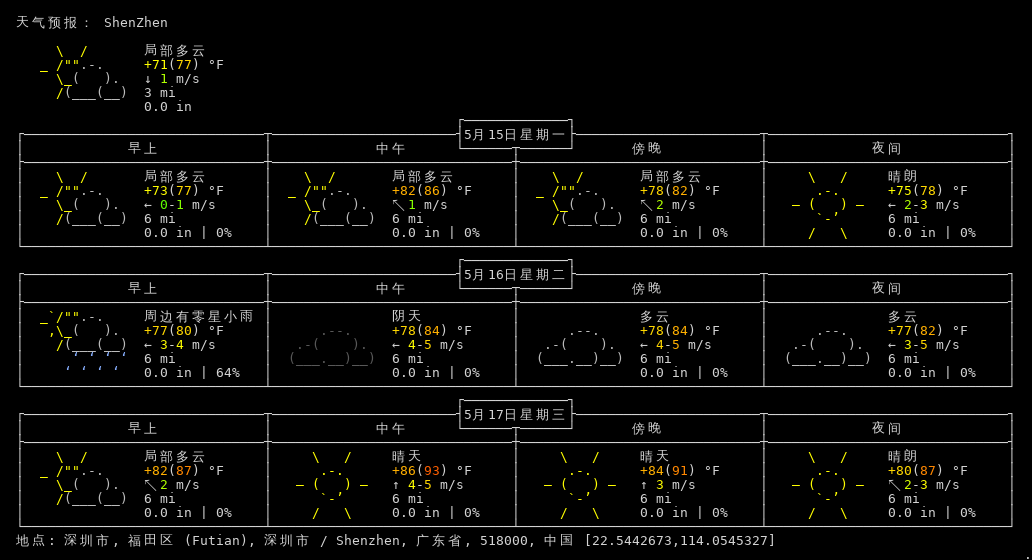 天气预报： ShenZhen
局部多云
+71(77) °F
↓ 1 m/s
3 mi
0.0 in
5月15日星期一
早上 中午 傍晚 夜间
局部多云 局部多云 局部多云 晴朗
+73(77) °F +82(86) °F +78(82) °F +75(78) °F
← 0-1 m/s ↖ 1 m/s ↖ 2 m/s ← 2-3 m/s
6 mi 6 mi 6 mi 6 mi
0.0 in | 0% 0.0 in | 0% 0.0 in | 0% 0.0 in | 0%
5月16日星期二
早上 中午 傍晚 夜间
周边有零星小雨 阴天 多云 多云
+77(80) °F +78(84) °F +78(84) °F +77(82) °F
← 3-4 m/s ← 4-5 m/s ← 4-5 m/s ← 3-5 m/s
6 mi 6 mi 6 mi 6 mi
0.0 in | 64% 0.0 in | 0% 0.0 in | 0% 0.0 in | 0%
5月17日星期三
早上 中午 傍晚 夜间
局部多云 晴天 晴天 晴朗
+82(87) °F +86(93) °F +84(91) °F +80(87) °F
↖ 2 m/s ↑ 4-5 m/s ↑ 3 m/s ↖ 2-3 m/s
6 mi 6 mi 6 mi 6 mi
0.0 in | 0% 0.0 in | 0% 0.0 in | 0% 0.0 in | 0%
地点: 深圳市, 福田区 (Futian), 深圳市 / Shenzhen, 广东省, 518000, 中国 [22.5442673,114.0545327]